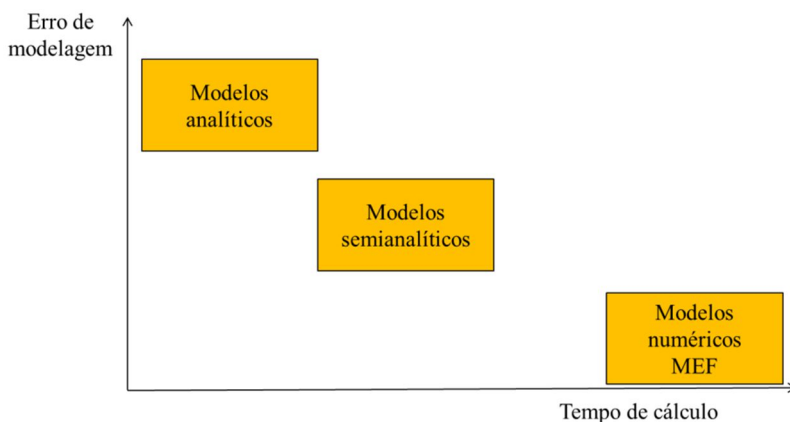 Erro de
modelagem
Modelos
analíticos
Modelos
semianalíticos
Modelos
numéricos
MEF
Tempo de cálculo